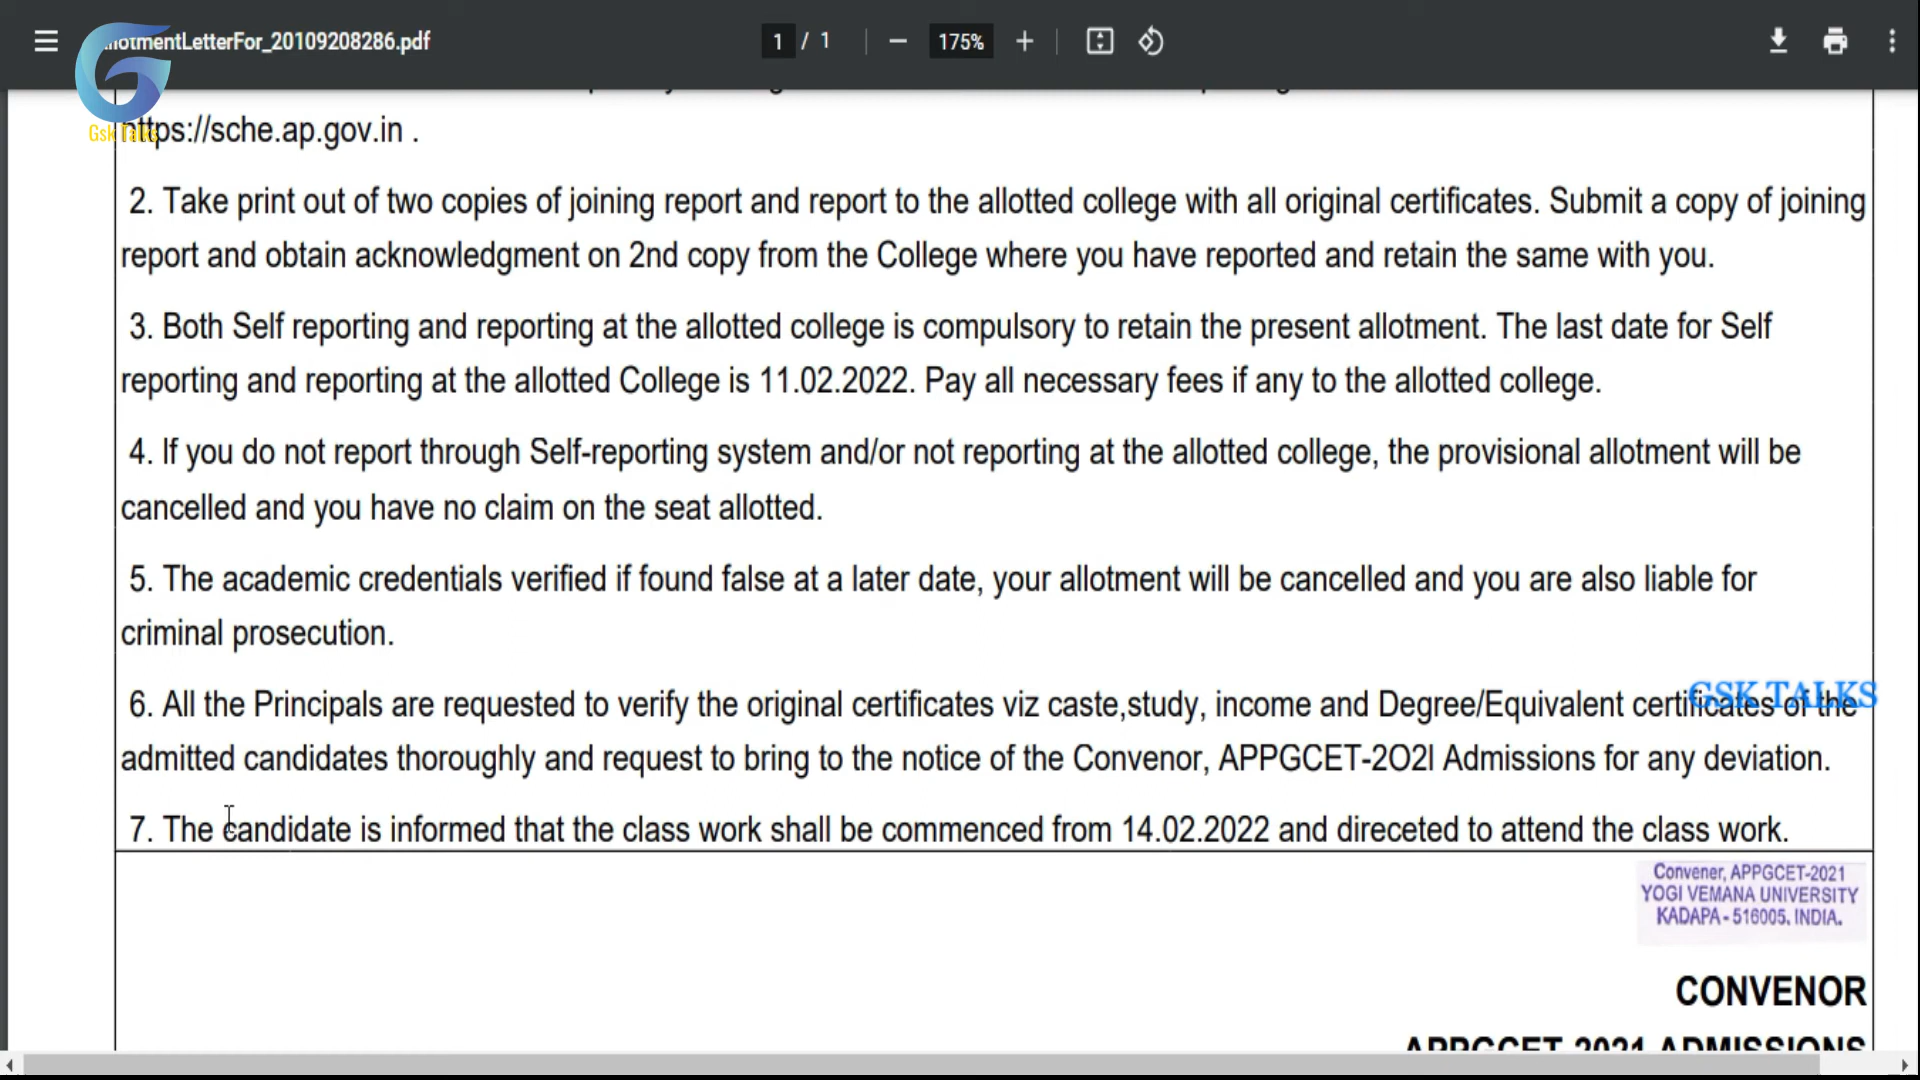 AllotmentLetterFor_20109208286.pdf
1 / 1
175%
Gsk Talks
https://sche.ap.gov.in .
2. Take print out of two copies of joining report and report to the allotted college with all original certificates. Submit a copy of joining
report and obtain acknowledgment on 2nd copy from the College where you have reported and retain the same with you.
3. Both Self reporting and reporting at the allotted college is compulsory to retain the present allotment. The last date for Self
reporting and reporting at the allotted College is 11.02.2022. Pay all necessary fees if any to the allotted college.
4. If you do not report through Self-reporting system and/or not reporting at the allotted college, the provisional allotment will be
cancelled and you have no claim on the seat allotted.
5. The academic credentials verified if found false at a later date, your allotment will be cancelled and you are also liable for
criminal prosecution.
6. All the Principals are requested to verify the original certificates viz caste,study, income and Degree/Equivalent certificates of the
GSK TALKS
admitted candidates thoroughly and request to bring to the notice of the Convenor, APPGCET-2O2I Admissions for any deviation.
7. The candidate is informed that the class work shall be commenced from 14.02.2022 and direceted to attend the class work.
Convener, APPGCET-2021
YOGI VEMANA UNIVERSITY
KADAPA - 516005. INDIA.
CONVENOR
APPGCET-2021 ADMISSIONS